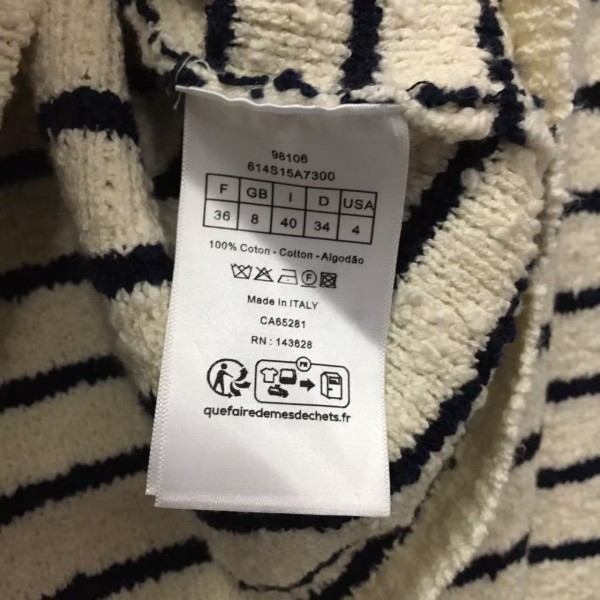 98106
614S15A7300
F GB I D USA
36 8 40 34 4
100% Coton - Cotton - Algodão
F
Made in ITALY
CA65281
RN : 143628
FR
quefairedemesdechets.fr